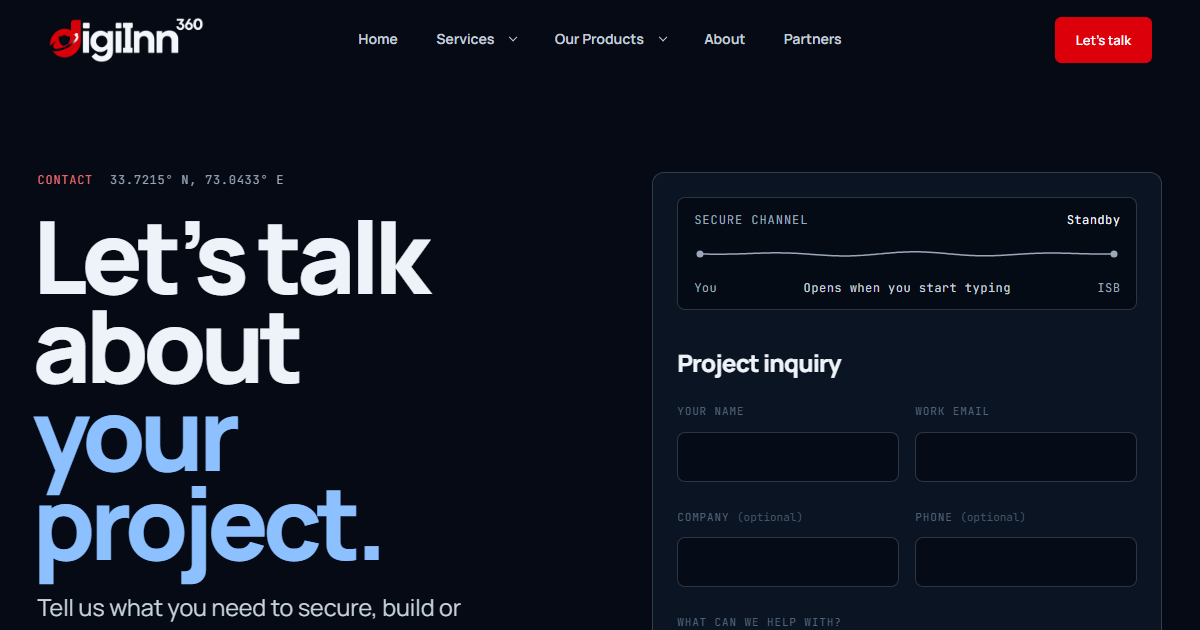 digiInn 360
Home
Services
Our Products
About
Partners
Let's talk
CONTACT 33.7215° N, 73.0433° E
Let’s talk
about
your
project.
Tell us what you need to secure, build or
SECURE CHANNEL
Standby
You
Opens when you start typing
ISB
Project inquiry
YOUR NAME
WORK EMAIL
COMPANY (optional)
PHONE (optional)
WHAT CAN WE HELP WITH?